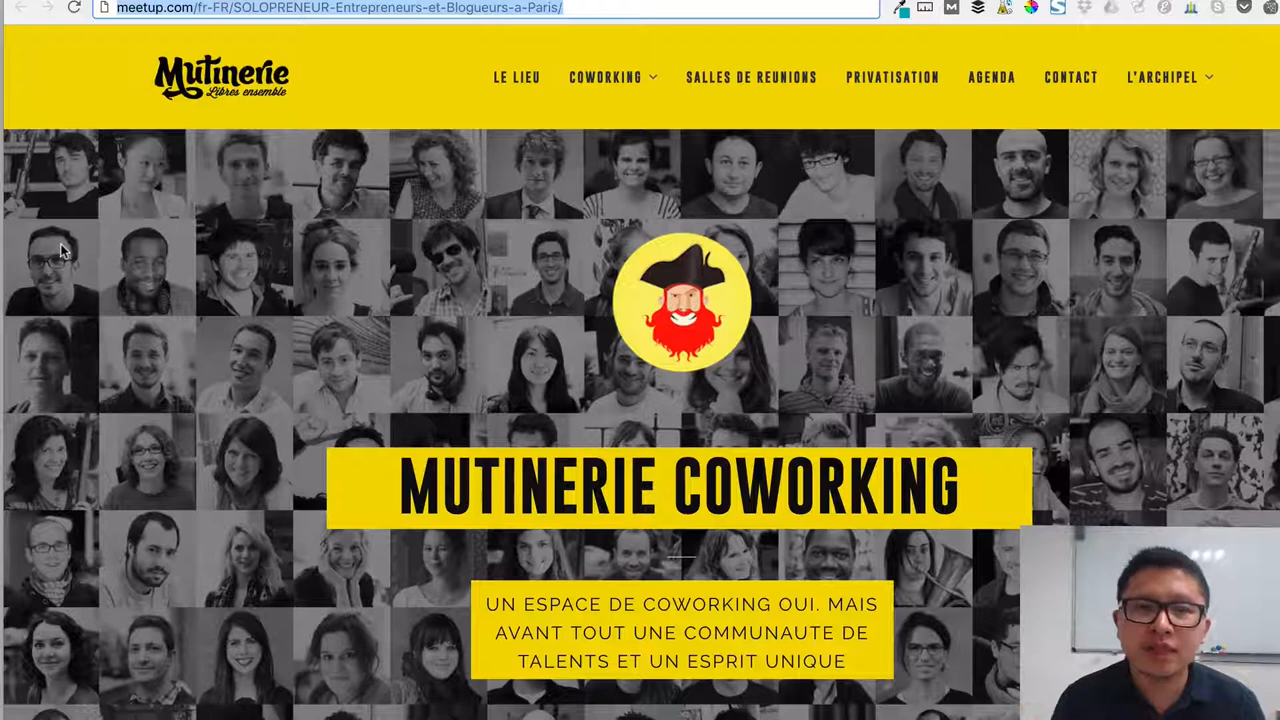 meetup.com/fr-FR/SOLOPRENEUR-Entrepreneurs-et-Blogueurs-a-Paris/
Mutinerie
Libres ensemble
LE LIEU COWORKING SALLES DE REUNIONS PRIVATISATION AGENDA CONTACT L'ARCHIPEL
MUTINERIE COWORKING
UN ESPACE DE COWORKING OUI. MAIS
AVANT TOUT UNE COMMUNAUTE DE
TALENTS ET UN ESPRIT UNIQUE